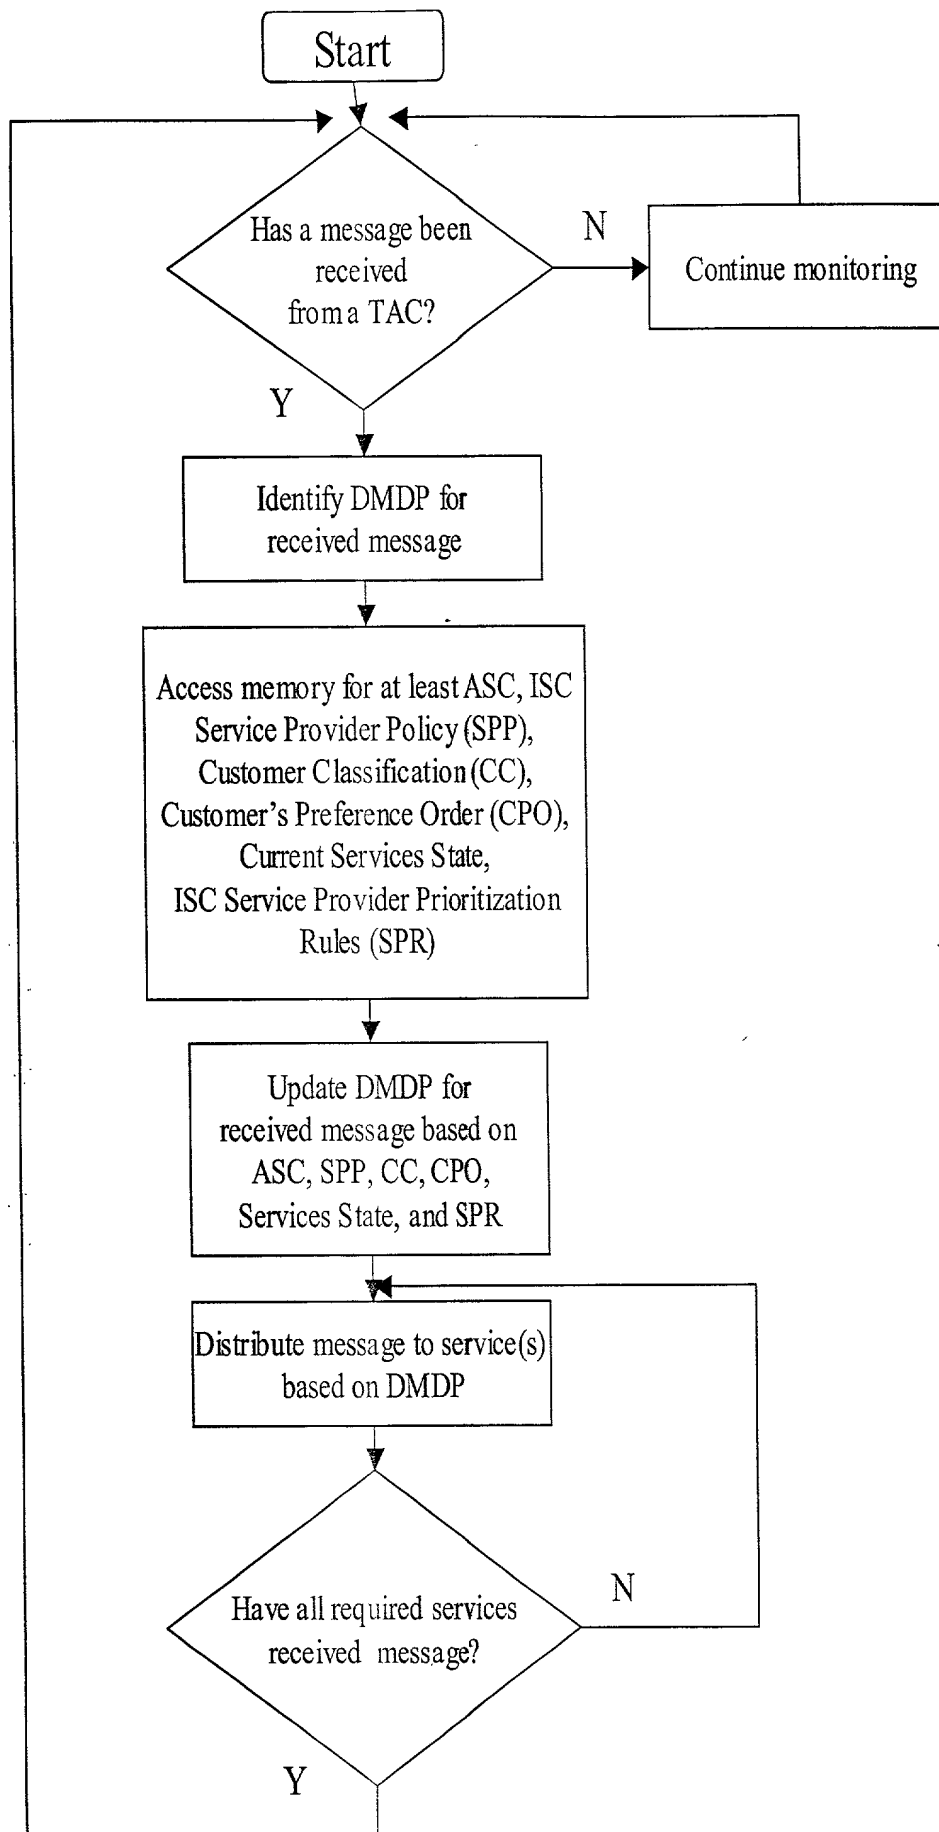 Start
Has a message been
received
from a TAC?
N
Continue monitoring
Y
Identify DMDP for
received message
Access memory for at least ASC, ISC
Service Provider Policy (SPP),
Customer Classification (CC),
Customer's Preference Order (CPO),
Current Services State,
ISC Service Provider Prioritization
Rules (SPR)
Update DMDP for
received message based on
ASC, SPP, CC, CPO,
Services State, and SPR
Distribute message to service(s)
based on DMDP
Have all required services
received message?
N
Y